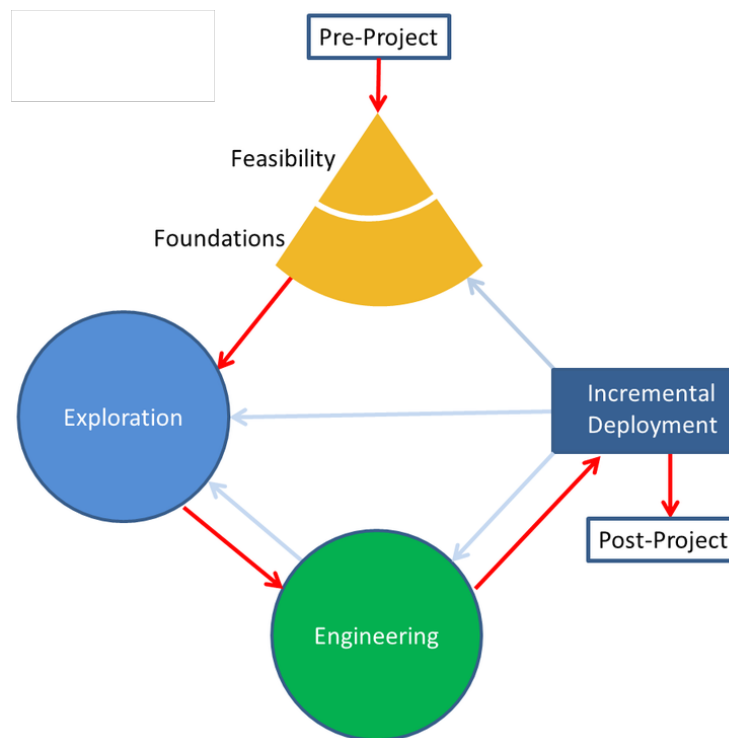 Pre-Project
Feasibility
Foundations
Exploration
Incremental
Deployment
Post-Project
Engineering